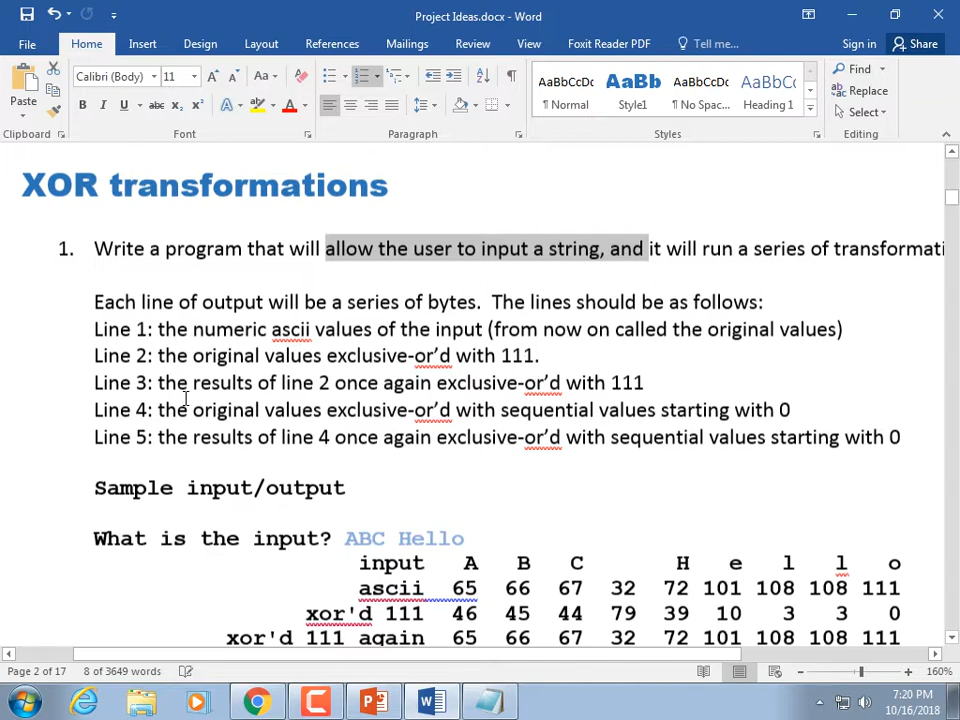 Project Ideas.docx - Word
File Home Insert Design Layout References Mailings Review View Foxit Reader PDF Tell me... Sign in Share
Calibri (Body) 11 Aa
Paste
B I U abc x₂ x² A A
AaBbCcDc AaBbCc AaBbCcDc AaBbCcDc
¶ Normal Style1 ¶ No Spac... Heading 1
Find
Replace
Select
Clipboard Font Paragraph Styles Editing
XOR transformations
1. Write a program that will allow the user to input a string, and it will run a series of transformati
Each line of output will be a series of bytes. The lines should be as follows:
Line 1: the numeric ascii values of the input (from now on called the original values)
Line 2: the original values exclusive-or’d with 111.
Line 3: the results of line 2 once again exclusive-or’d with 111
Line 4: the original values exclusive-or’d with sequential values starting with 0
Line 5: the results of line 4 once again exclusive-or’d with sequential values starting with 0
Sample input/output
What is the input? ABC Hello
input A B C H e l l o
ascii 65 66 67 32 72 101 108 108 111
xor'd 111 46 45 44 79 39 10 3 3 0
xor'd 111 again 65 66 67 32 72 101 108 108 111
Page 2 of 17 8 of 3649 words 160%
7:20 PM
10/16/2018